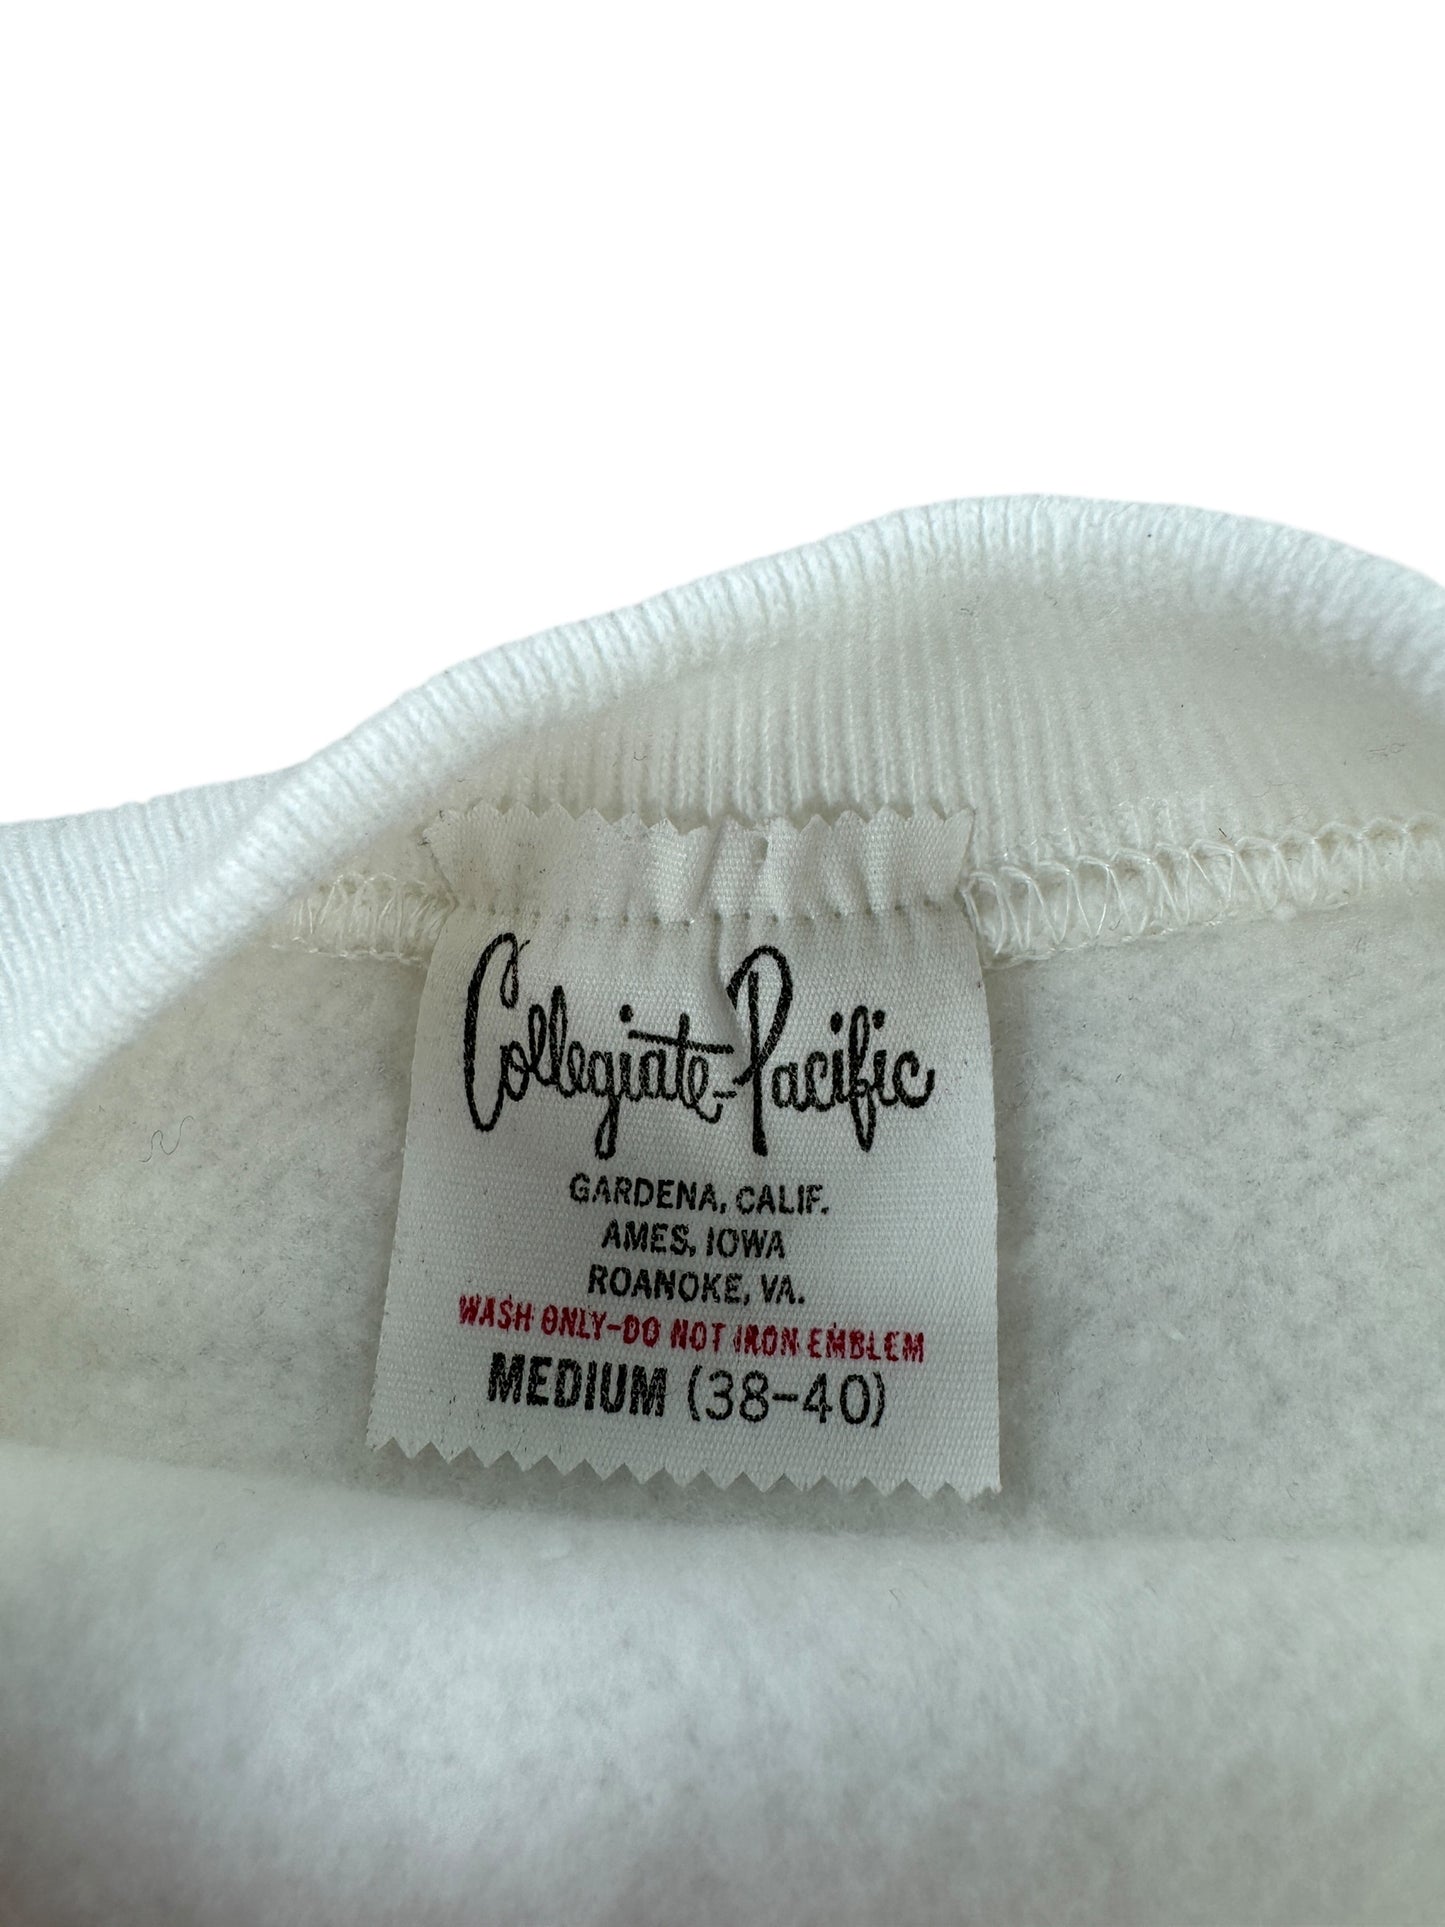 Collegiate-Pacific
GARDENA, CALIF.
AMES, IOWA
ROANOKE, VA.
WASH ONLY-DO NOT IRON EMBLEM
MEDIUM (38-40)